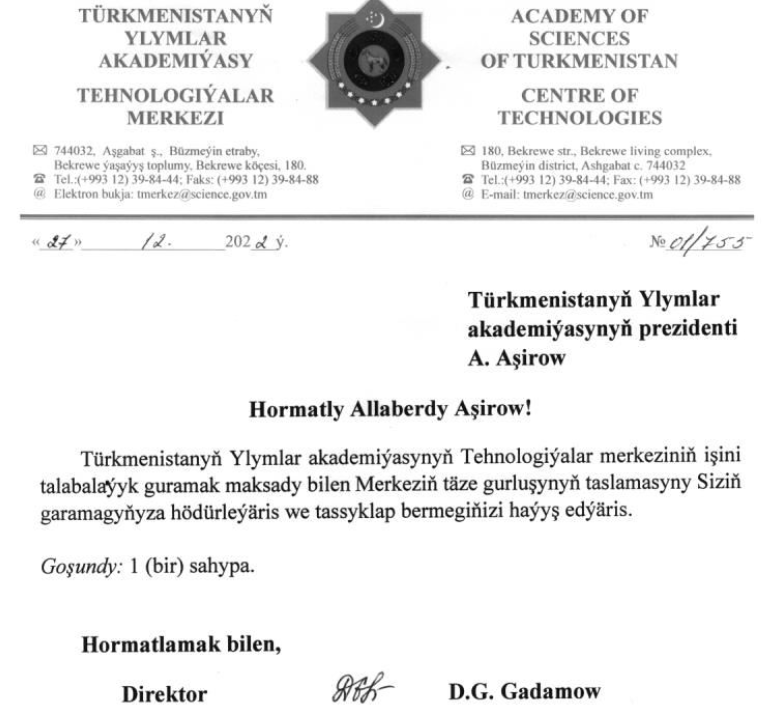 TÜRKMENISTANYŇ
YLYMLAR
AKADEMIÝASY
TEHNOLOGIÝALAR
MERKEZI
744032, Aşgabat ş., Büzmeýin etraby,
Bekrewe ýaşaýyş toplumy, Bekrewe köçesi, 180.
Tel.:(+993 12) 39-84-44; Faks: (+993 12) 39-84-88
@ Elektron bukja: tmerkez@science.gov.tm
ACADEMY OF
SCIENCES
OF TURKMENISTAN
CENTRE OF
TECHNOLOGIES
180, Bekrewe str., Bekrewe living complex,
Büzmeýin district, Ashgabat c. 744032
Tel.:(+993 12) 39-84-44; Fax: (+993 12) 39-84-88
@ E-mail: tmerkez@science.gov.tm
« 27 » 12. 2022 ý.
№ 01/755
Türkmenistanyň Ylymlar
akademiýasynyň prezidenti
A. Aşirow
Hormatly Allaberdy Aşirow!
Türkmenistanyň Ylymlar akademiýasynyň Tehnologiýalar merkeziniň işini
talabalaýyk guramak maksady bilen Merkeziň täze gurluşynyň taslamasyny Siziň
garamagyňyza hödürleýäris we tassyklap bermegiňizi haýyş edýäris.
Goşundy: 1 (bir) sahypa.
Hormatlamak bilen,
Direktor D.G. Gadamow